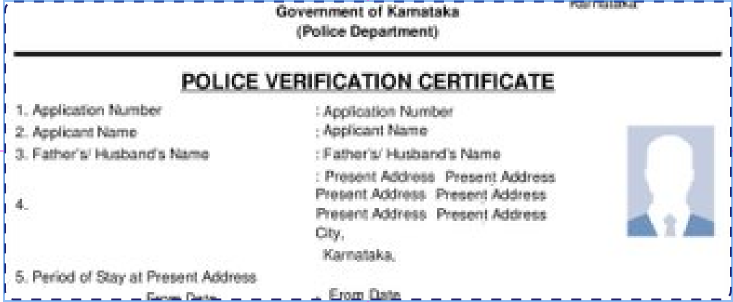 Karnataka
Government of Karnataka
(Police Department)
POLICE VERIFICATION CERTIFICATE
1. Application Number : Application Number
2. Applicant Name : Applicant Name
3. Father's/ Husband's Name : Father's/ Husband's Name
: Present Address Present Address
Present Address Present Address
4.
Present Address Present Address
City,
Karnataka,
5. Period of Stay at Present Address
From Date : From Date